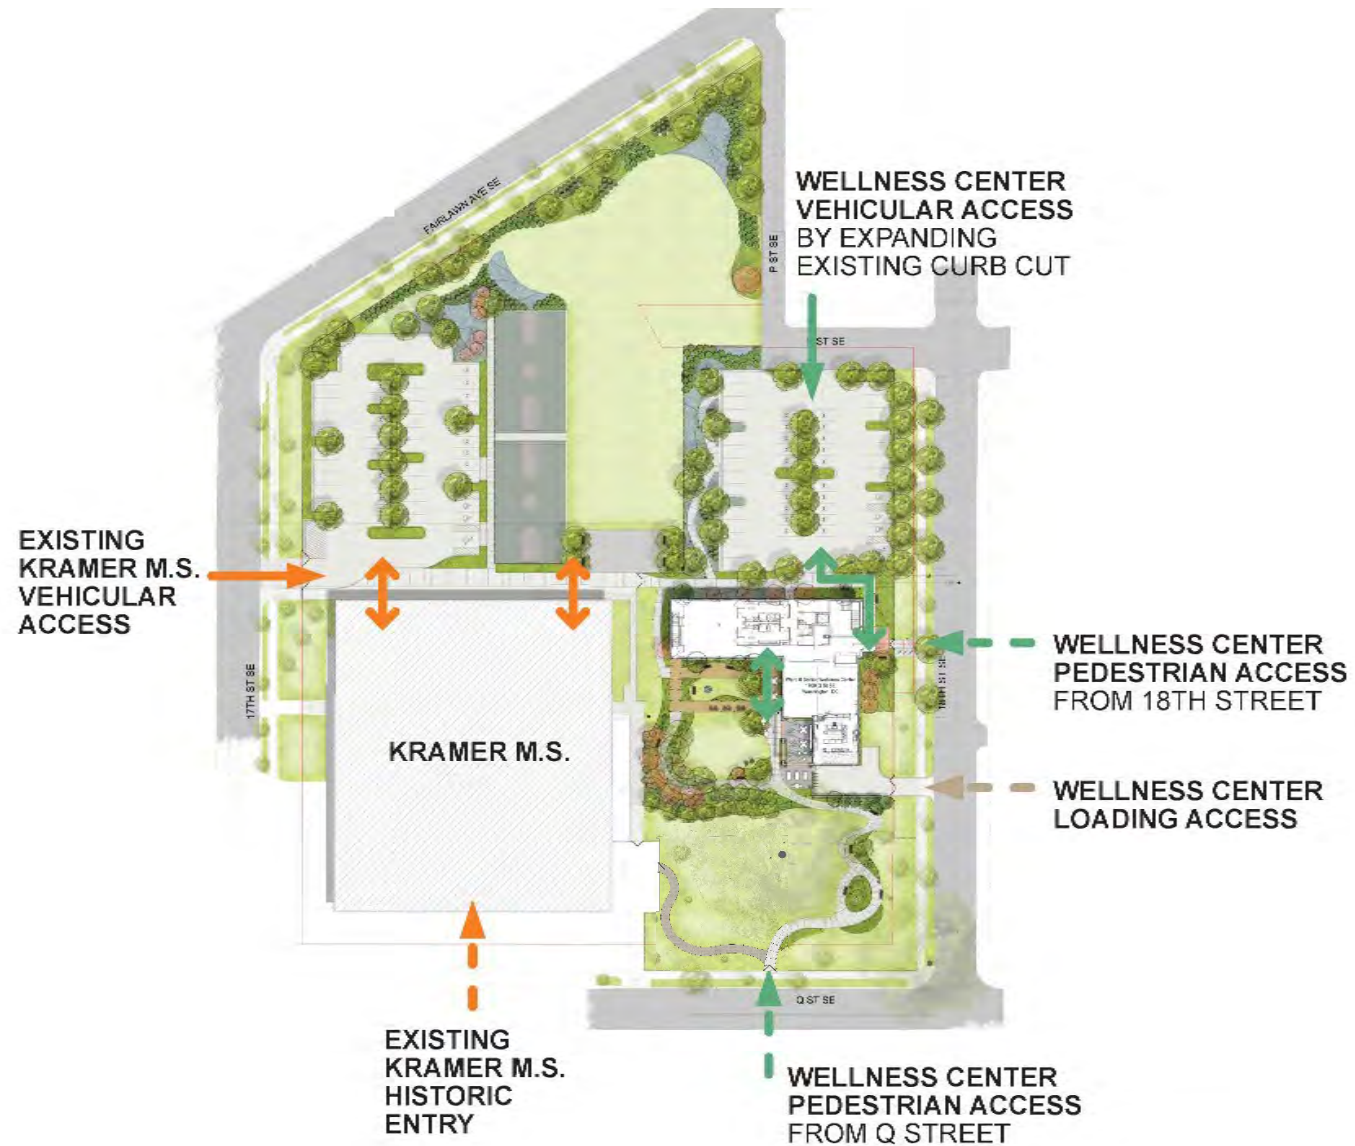 FAIRLAWN AVE SE
P ST SE
WELLNESS CENTER
VEHICULAR ACCESS
BY EXPANDING
EXISTING CURB CUT
ST SE
EXISTING
KRAMER M.S.
VEHICULAR
ACCESS
17TH ST SE
KRAMER M.S.
18TH ST SE
WELLNESS CENTER
PEDESTRIAN ACCESS
FROM 18TH STREET
WELLNESS CENTER
LOADING ACCESS
Q ST SE
EXISTING
KRAMER M.S.
HISTORIC
ENTRY
WELLNESS CENTER
PEDESTRIAN ACCESS
FROM Q STREET